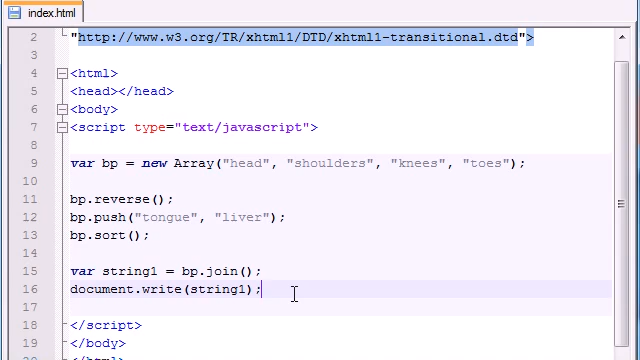 index.html
2 "http://www.w3.org/TR/xhtml1/DTD/xhtml1-transitional.dtd">
3
4 <html>
5 <head></head>
6 <body>
7 <script type="text/javascript">
8
9 var bp = new Array("head", "shoulders", "knees", "toes");
10
11 bp.reverse();
12 bp.push("tongue", "liver");
13 bp.sort();
14
15 var string1 = bp.join();
16 document.write(string1);
17
18 </script>
19 </body>
20 </html>